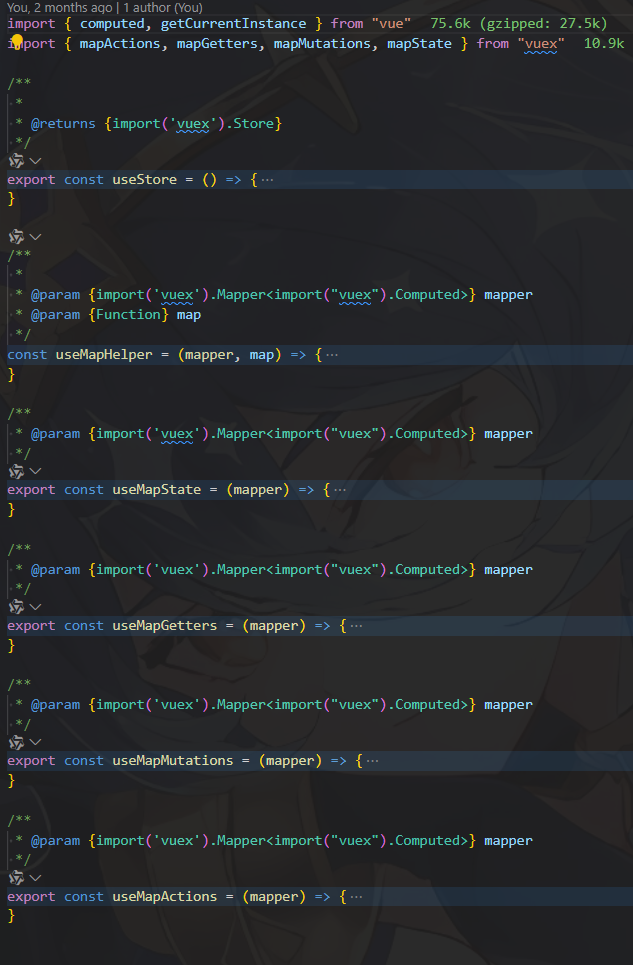 You, 2 months ago | 1 author (You)
import { computed, getCurrentInstance } from "vue" 75.6k (gzipped: 27.5k)
import { mapActions, mapGetters, mapMutations, mapState } from "vuex" 10.9k
/**
 *
 * @returns {import('vuex').Store}
 */
export const useStore = () => { ⋯
}
/**
 *
 * @param {import('vuex').Mapper<import("vuex").Computed>} mapper
 * @param {Function} map
 */
const useMapHelper = (mapper, map) => { ⋯
}
/**
 * @param {import('vuex').Mapper<import("vuex").Computed>} mapper
 */
export const useMapState = (mapper) => { ⋯
}
/**
 * @param {import('vuex').Mapper<import("vuex").Computed>} mapper
 */
export const useMapGetters = (mapper) => { ⋯
}
/**
 * @param {import('vuex').Mapper<import("vuex").Computed>} mapper
 */
export const useMapMutations = (mapper) => { ⋯
}
/**
 * @param {import('vuex').Mapper<import("vuex").Computed>} mapper
 */
export const useMapActions = (mapper) => { ⋯
}